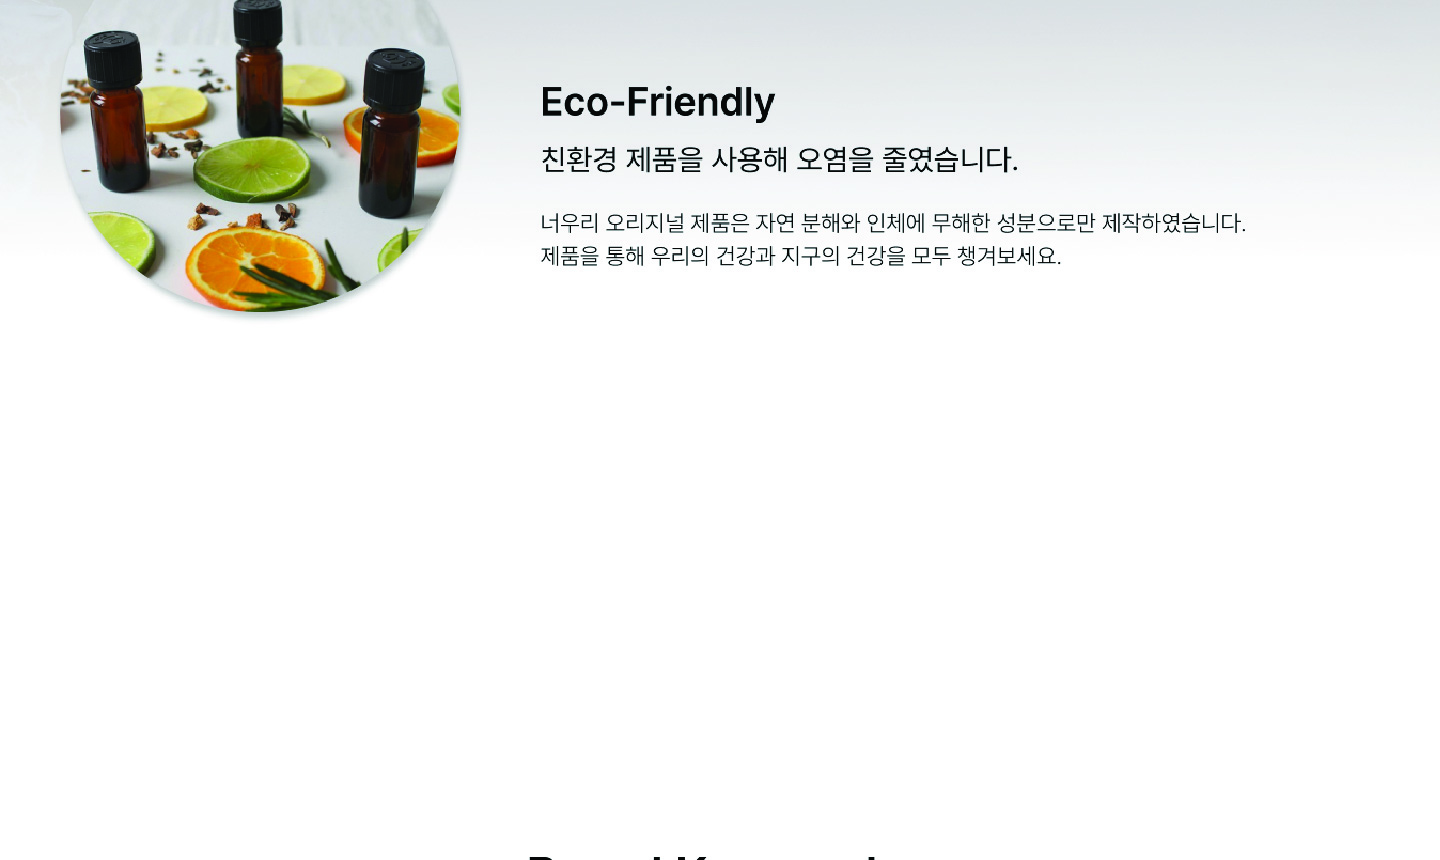 Eco-Friendly
친환경 제품을 사용해 오염을 줄였습니다.
너우리 오리지널 제품은 자연 분해와 인체에 무해한 성분으로만 제작하였습니다.
제품을 통해 우리의 건강과 지구의 건강을 모두 챙겨보세요.